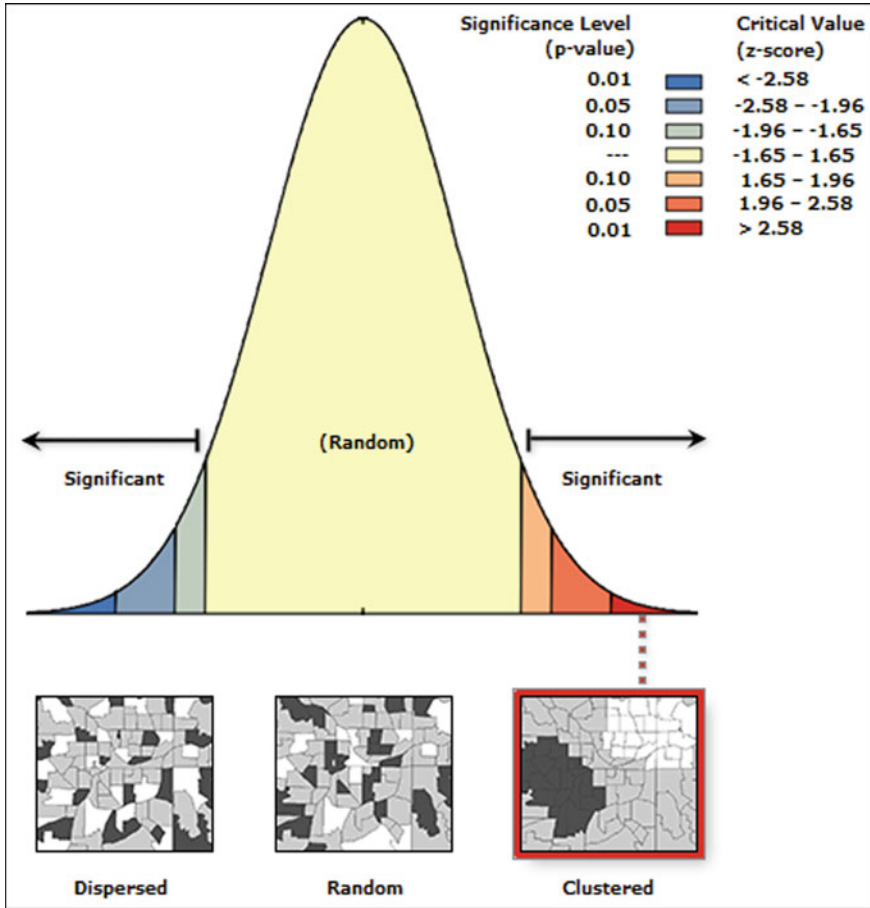 Significance Level Critical Value
(p-value) (z-score)
0.01 < -2.58
0.05 -2.58 – -1.96
0.10 -1.96 – -1.65
--- -1.65 – 1.65
0.10 1.65 – 1.96
0.05 1.96 – 2.58
0.01 > 2.58
(Random)
Significant Significant
Dispersed Random Clustered